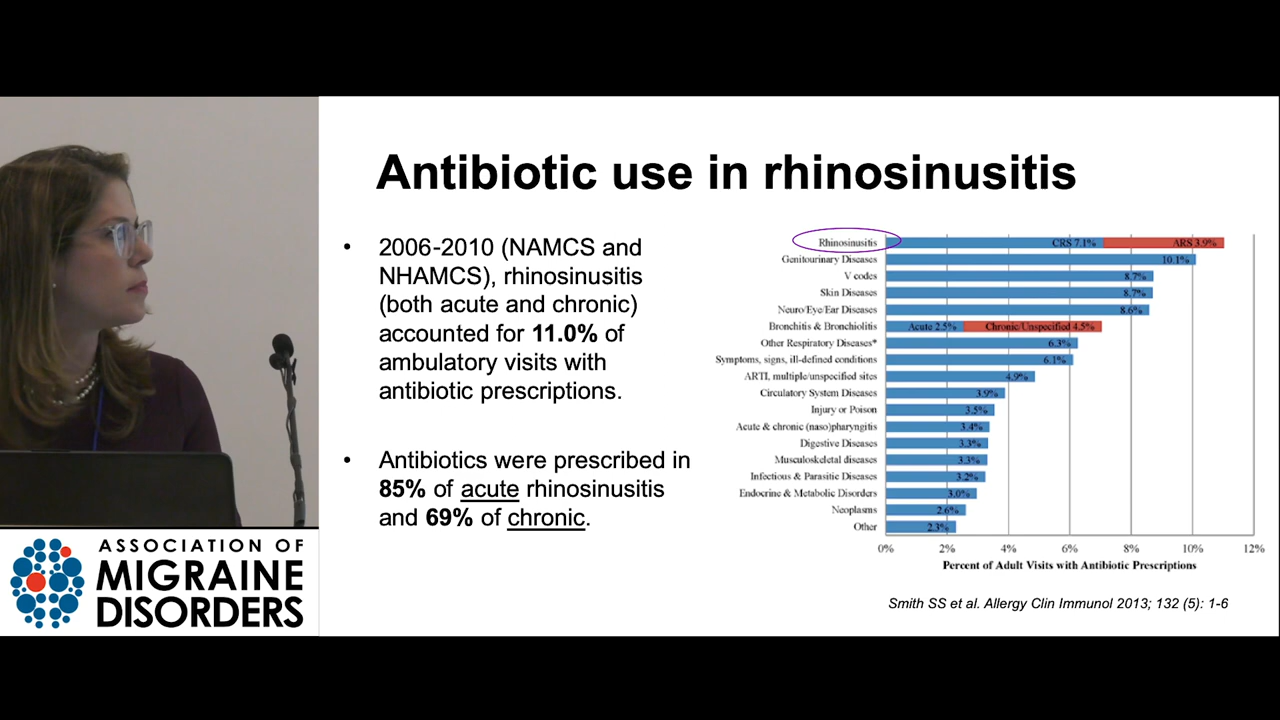 Antibiotic use in rhinosinusitis
• 2006-2010 (NAMCS and
NHAMCS), rhinosinusitis
(both acute and chronic)
accounted for 11.0% of
ambulatory visits with
antibiotic prescriptions.
• Antibiotics were prescribed in
85% of acute rhinosinusitis
and 69% of chronic.
Rhinosinusitis CRS 7.1% ARS 3.9%
Genitourinary Diseases 10.1%
V codes 8.7%
Skin Diseases 8.7%
Neuro/Eye/Ear Diseases 8.6%
Bronchitis & Bronchiolitis Acute 2.5% Chronic/Unspecified 4.5%
Other Respiratory Diseases* 6.3%
Symptoms, signs, ill-defined conditions 6.1%
ARTI, multiple/unspecified sites 4.9%
Circulatory System Diseases 3.9%
Injury or Poison 3.5%
Acute & chronic (naso)pharyngitis 3.4%
Digestive Diseases 3.3%
Musculoskeletal diseases 3.3%
Infectious & Parasitic Diseases 3.2%
Endocrine & Metabolic Disorders 3.0%
Neoplasms 2.6%
Other 2.3%
0% 2% 4% 6% 8% 10% 12%
Percent of Adult Visits with Antibiotic Prescriptions
Smith SS et al. Allergy Clin Immunol 2013; 132 (5): 1-6
ASSOCIATION OF
MIGRAINE
DISORDERS